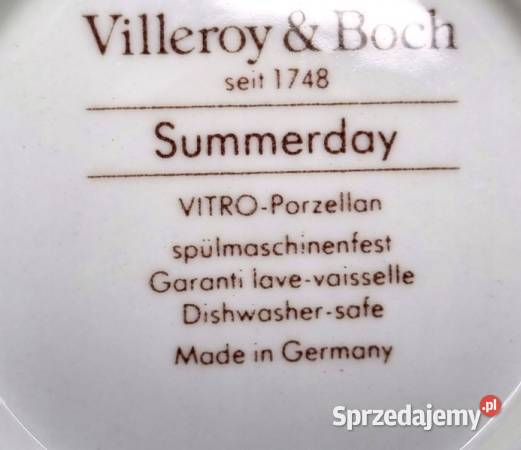 Villeroy & Boch
seit 1748
Summerday
VITRO-Porzellan
spülmaschinenfest
Garanti lave-vaisselle
Dishwasher-safe
Made in Germany
Sprzedajemy.pl